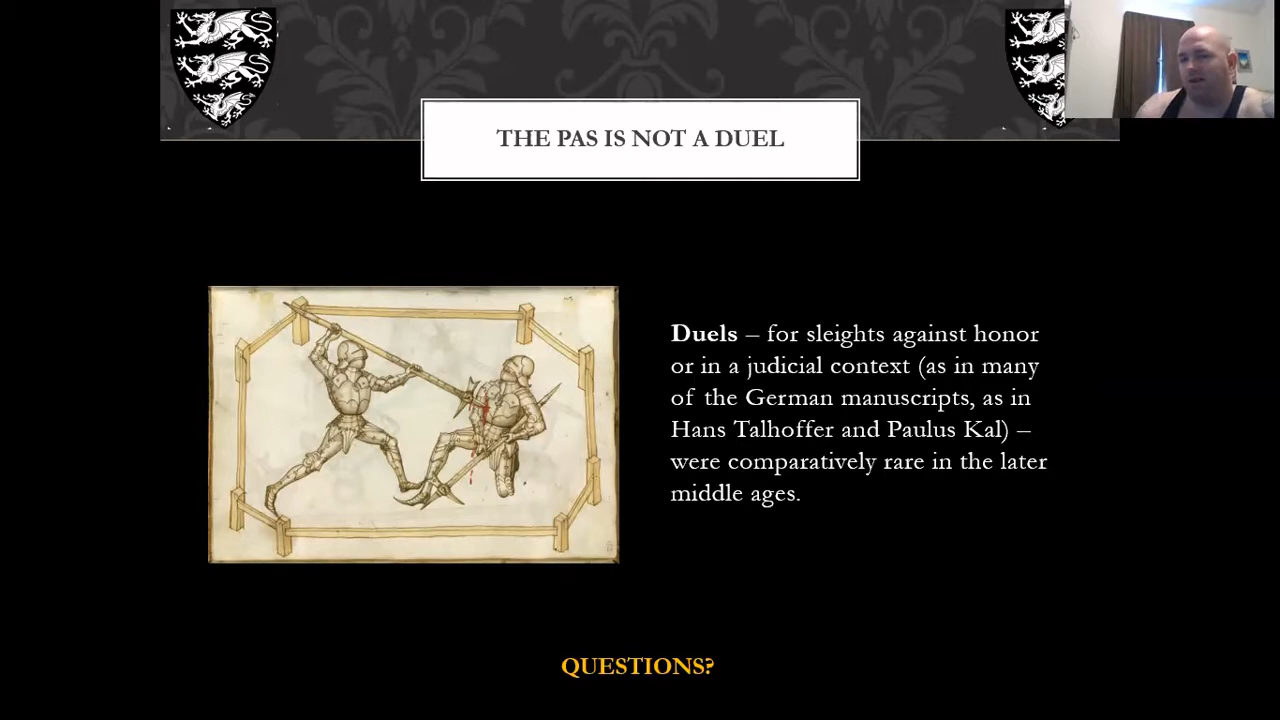 THE PAS IS NOT A DUEL
Duels – for sleights against honor
or in a judicial context (as in many
of the German manuscripts, as in
Hans Talhoffer and Paulus Kal) –
were comparatively rare in the later
middle ages.
QUESTIONS?